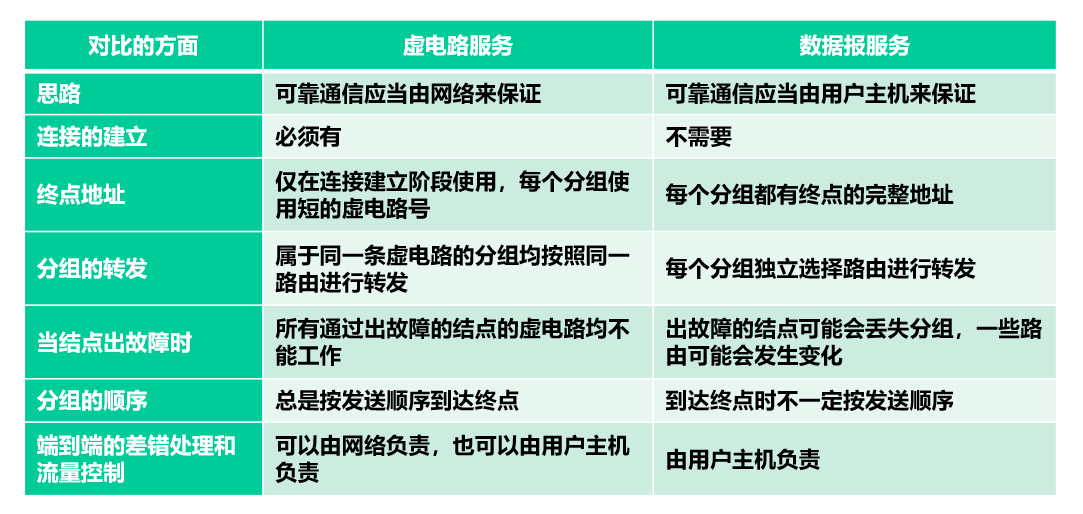 对比的方面
虚电路服务
数据报服务
思路
可靠通信应当由网络来保证
可靠通信应当由用户主机来保证
连接的建立
必须有
不需要
终点地址
仅在连接建立阶段使用，每个分组使
用短的虚电路号
每个分组都有终点的完整地址
分组的转发
属于同一条虚电路的分组均按照同一
路由进行转发
每个分组独立选择路由进行转发
当结点出故障时
所有通过出故障的结点的虚电路均不
能工作
出故障的结点可能会丢失分组，一些路
由可能会发生变化
分组的顺序
总是按发送顺序到达终点
到达终点时不一定按发送顺序
端到端的差错处理和
流量控制
可以由网络负责，也可以由用户主机
负责
由用户主机负责